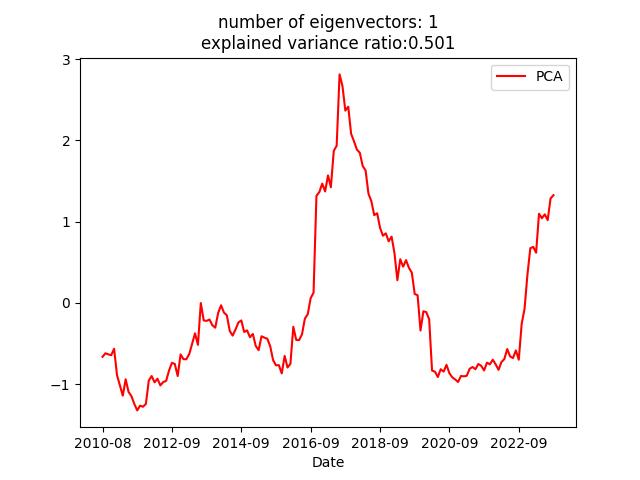 number of eigenvectors: 1
explained variance ratio:0.501
PCA
3
2
1
0
−1
2010-08 2012-09 2014-09 2016-09 2018-09 2020-09 2022-09
Date